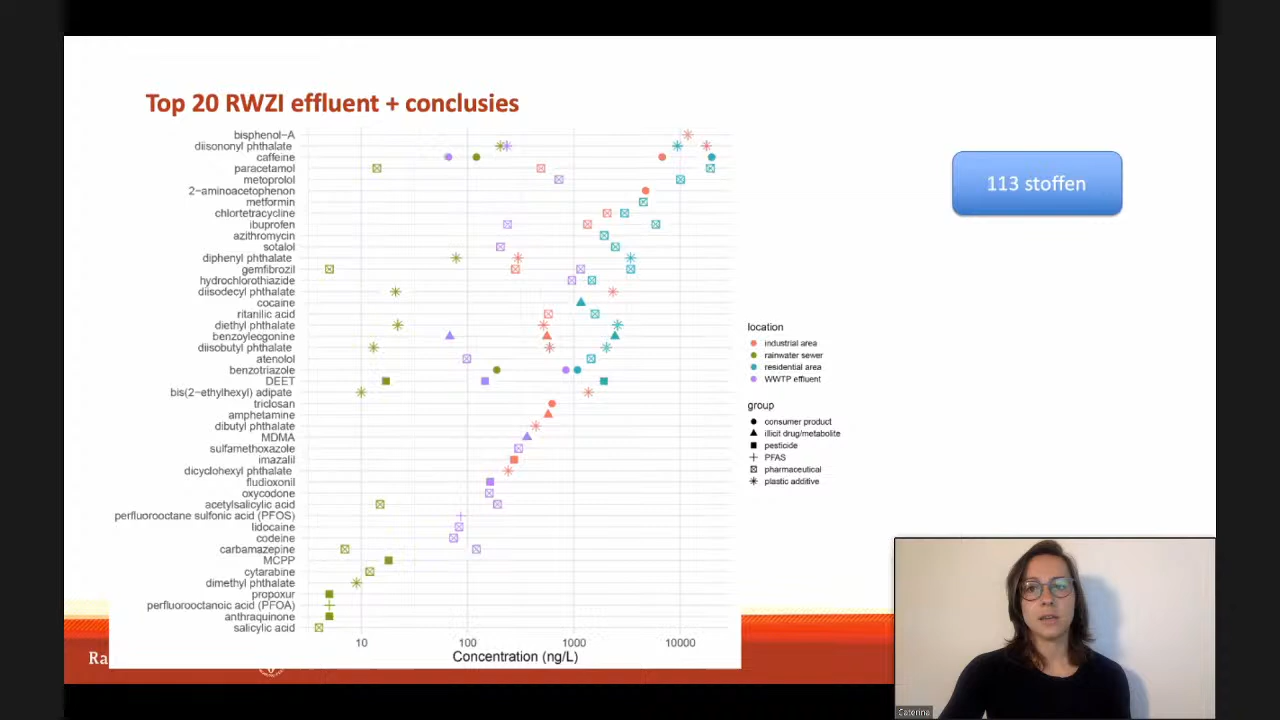 Top 20 RWZI effluent + conclusies
bisphenol-A
diisononyl phthalate
caffeine
paracetamol
metoprolol
2-aminoacetophenon
metformin
chlortetracycline
ibuprofen
azithromycin
sotalol
diphenyl phthalate
gemfibrozil
hydrochlorothiazide
diisodecyl phthalate
cocaine
ritanilic acid
diethyl phthalate
benzoylecgonine
diisobutyl phthalate
atenolol
benzotriazole
DEET
bis(2-ethylhexyl) adipate
triclosan
amphetamine
dibutyl phthalate
MDMA
sulfamethoxazole
imazalil
dicyclohexyl phthalate
fludioxonil
oxycodone
acetylsalicylic acid
perfluorooctane sulfonic acid (PFOS)
lidocaine
codeine
carbamazepine
MCPP
cytarabine
dimethyl phthalate
propoxur
perfluorooctanoic acid (PFOA)
anthraquinone
salicylic acid
10 100 1000 10000
Concentration (ng/L)
location
industrial area
rainwater sewer
residential area
WWTP effluent
group
consumer product
illicit drug/metabolite
pesticide
PFAS
pharmaceutical
plastic additive
113 stoffen
Ra
Caterina